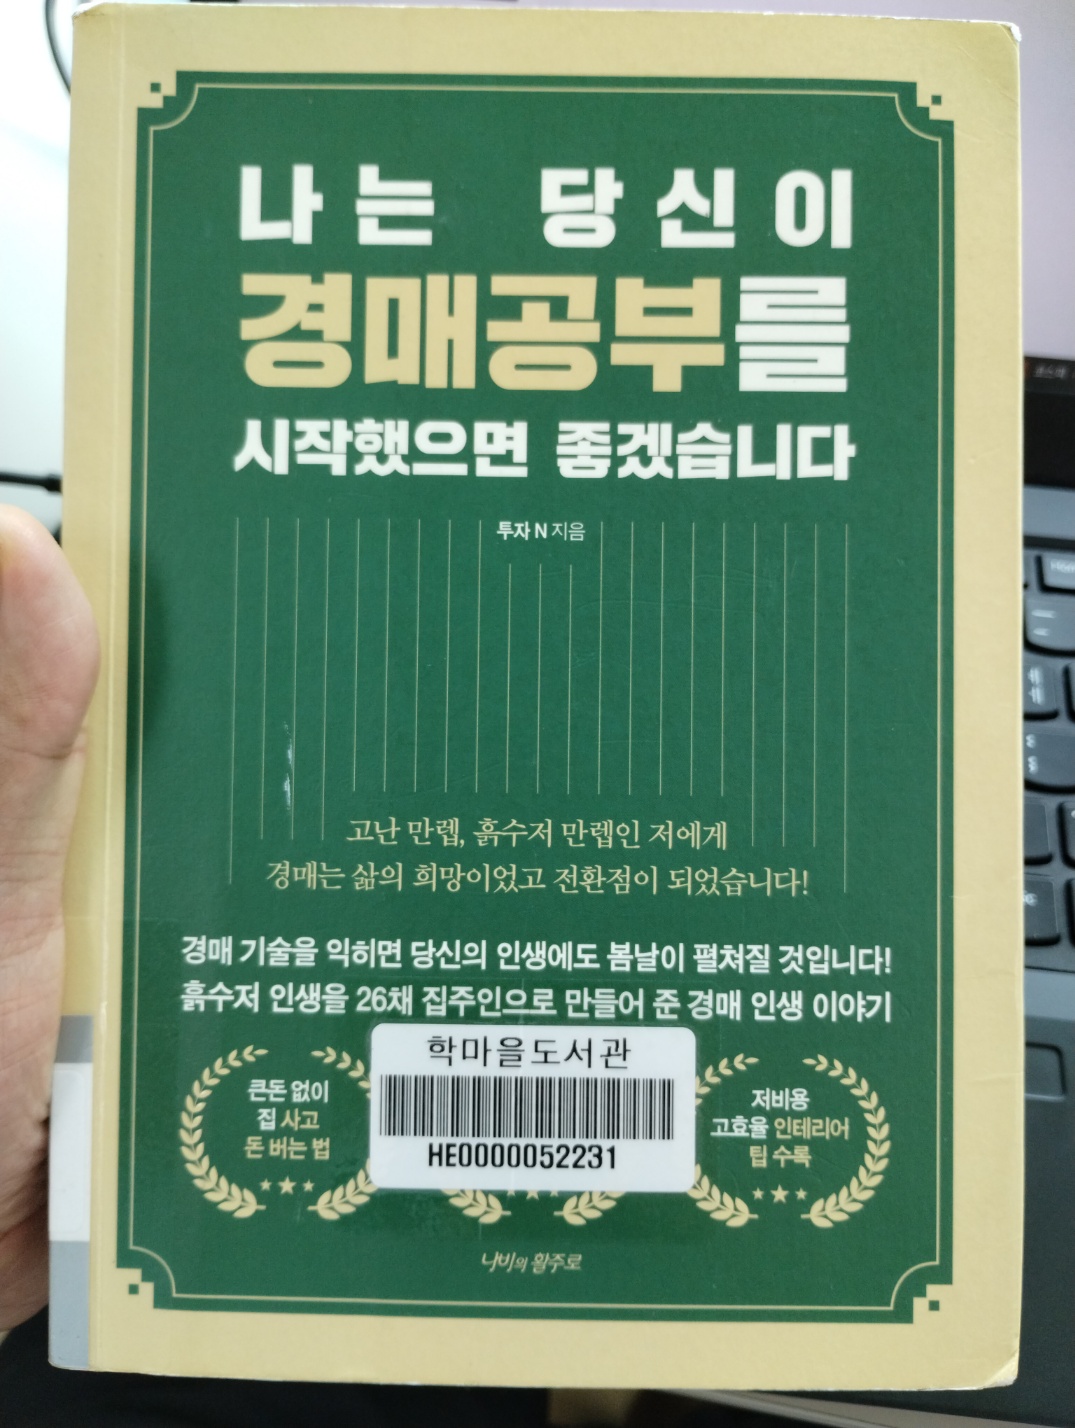 나는 당신이
경매공부를
시작했으면 좋겠습니다
투자 N 지음
고난 만렙, 흙수저 만렙인 저에게
경매는 삶의 희망이었고 전환점이 되었습니다!
경매 기술을 익히면 당신의 인생에도 봄날이 펼쳐질 것입니다!
흙수저 인생을 26채 집주인으로 만들어 준 경매 인생 이야기
큰돈 없이
집 사고
돈 버는 법
학마을도서관
HE0000052231
저비용
고효율 인테리어
팁 수록
나비의 활주로